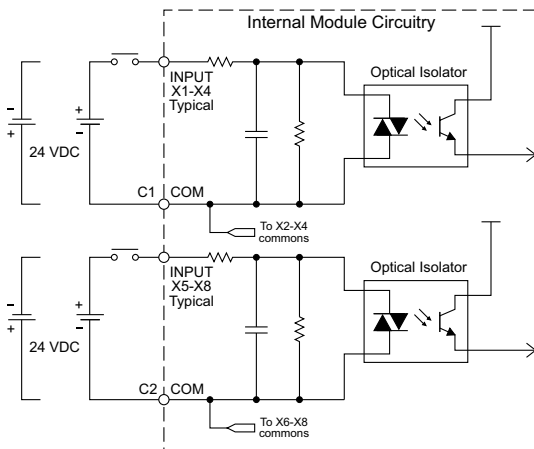 Internal Module Circuitry
INPUT
X1-X4
Typical
Optical Isolator
-
+
+
-
24 VDC
C1
COM
To X2-X4
commons
INPUT
X5-X8
Typical
Optical Isolator
-
+
+
-
24 VDC
C2
COM
To X6-X8
commons